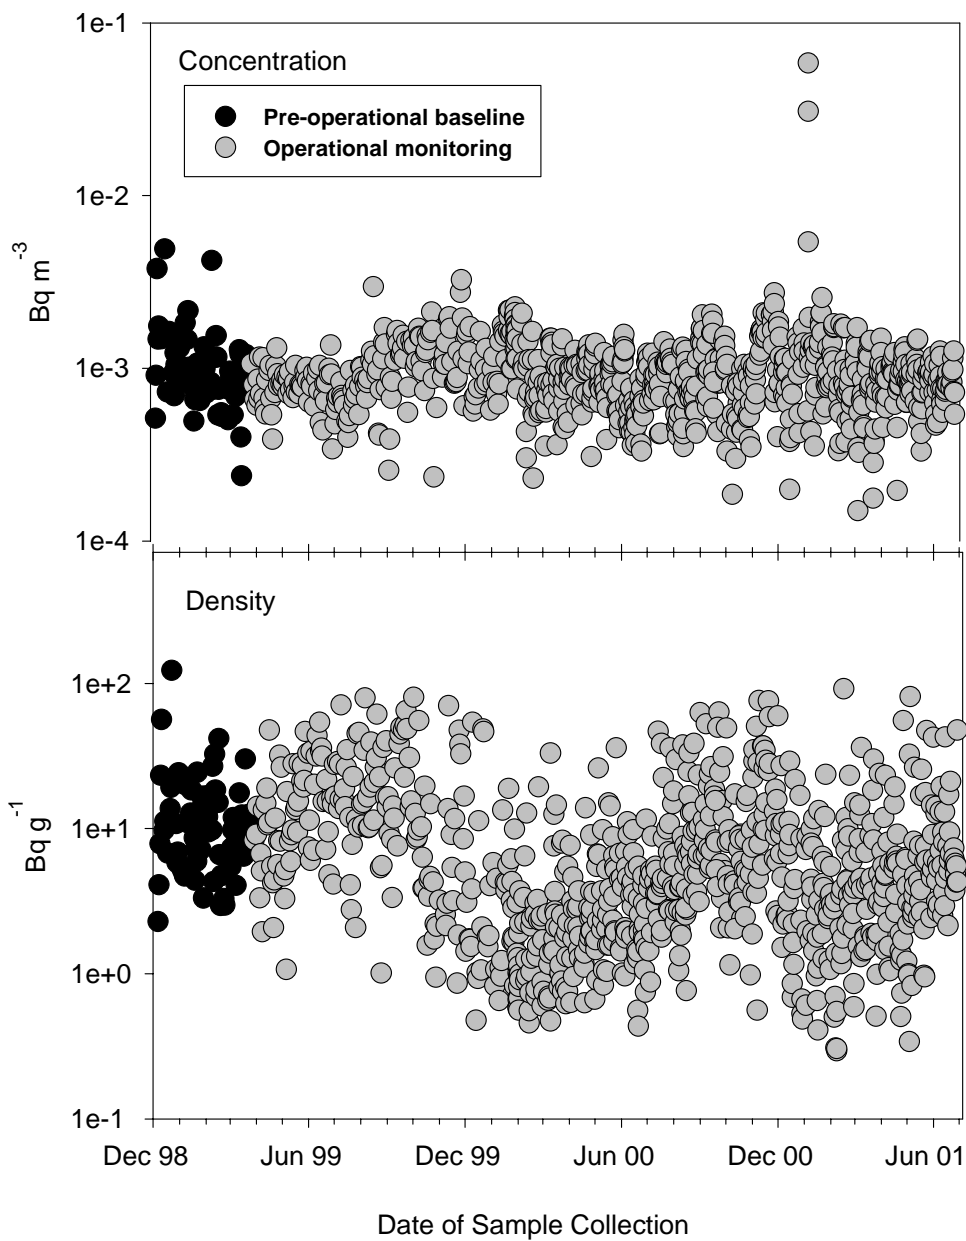 1e-1
Concentration
Pre-operational baseline
Operational monitoring
1e-2
Bq m-3
1e-3
1e-4
Density
1e+2
1e+1
Bq g-1
1e+0
1e-1
Dec 98 Jun 99 Dec 99 Jun 00 Dec 00 Jun 01
Date of Sample Collection